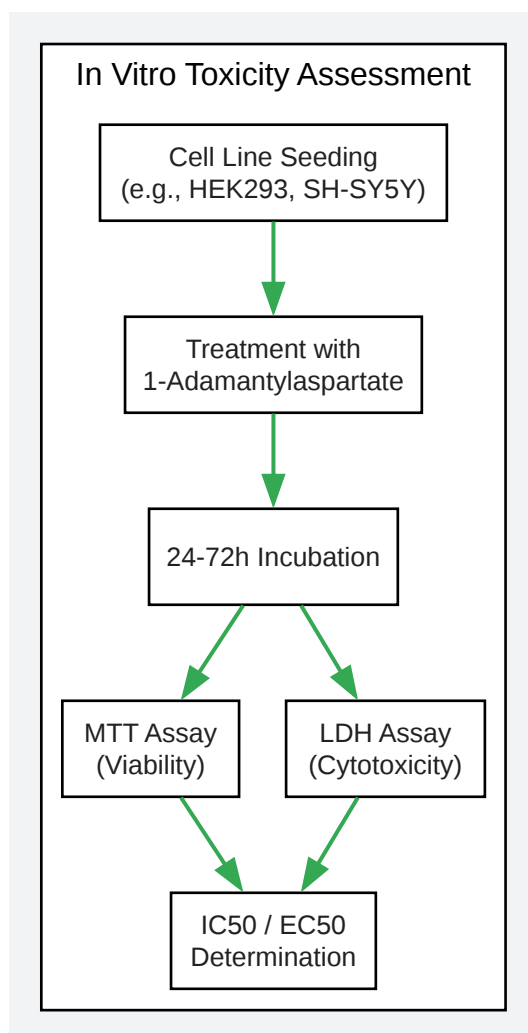 In Vitro Toxicity Assessment
Cell Line Seeding
(e.g., HEK293, SH-SY5Y)
Treatment with
1-Adamantylaspartate
24-72h Incubation
MTT Assay
(Viability)
LDH Assay
(Cytotoxicity)
IC50 / EC50
Determination